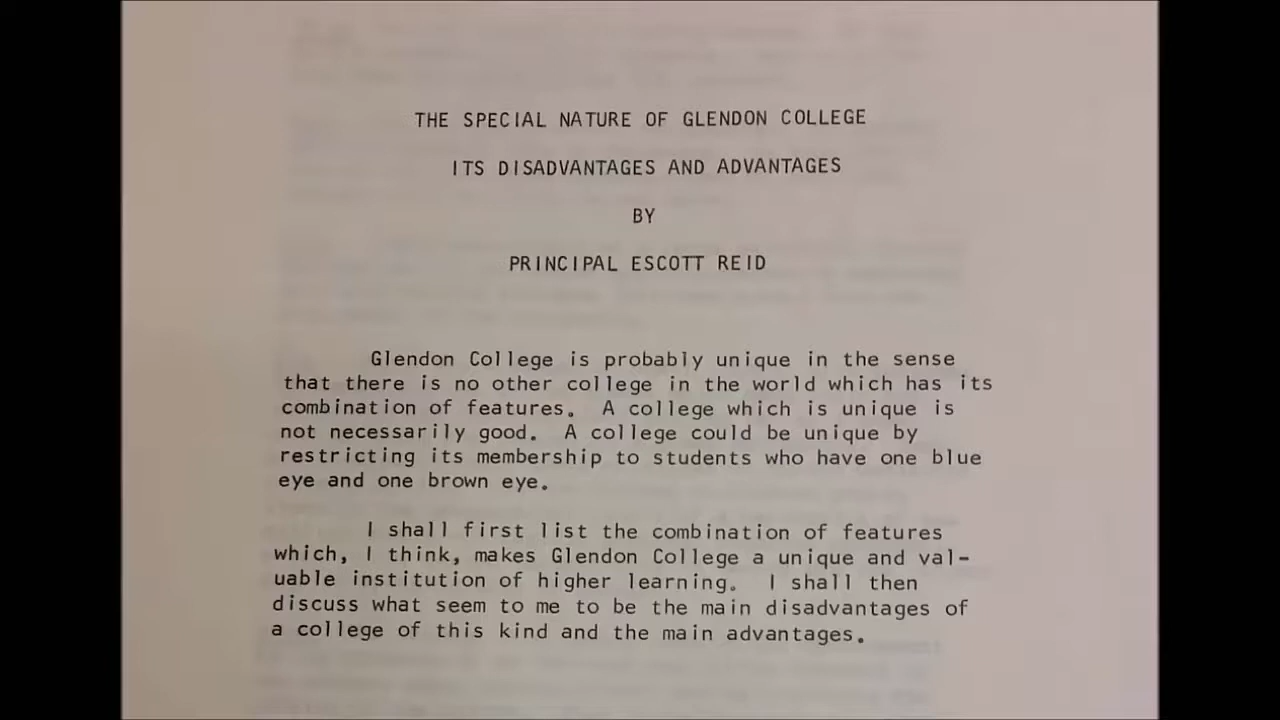 THE SPECIAL NATURE OF GLENDON COLLEGE
ITS DISADVANTAGES AND ADVANTAGES
BY
PRINCIPAL ESCOTT REID
Glendon College is probably unique in the sense
that there is no other college in the world which has its
combination of features. A college which is unique is
not necessarily good. A college could be unique by
restricting its membership to students who have one blue
eye and one brown eye.
I shall first list the combination of features
which, I think, makes Glendon College a unique and val-
uable institution of higher learning. I shall then
discuss what seem to me to be the main disadvantages of
a college of this kind and the main advantages.